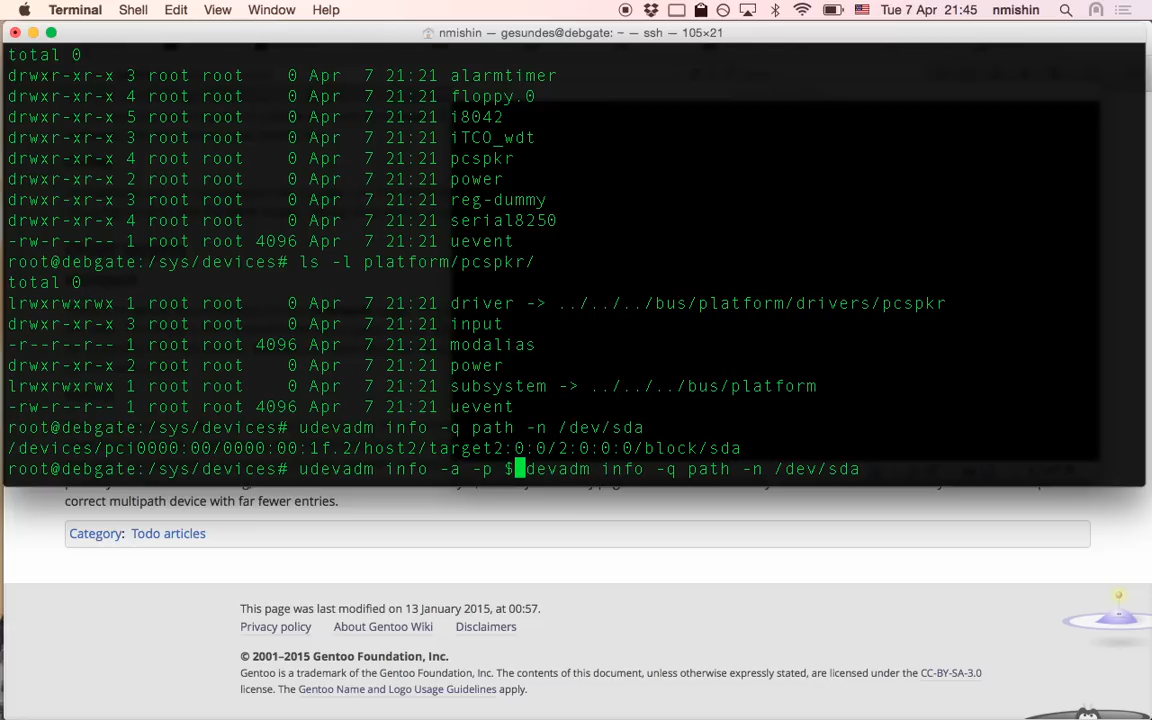 Terminal Shell Edit View Window Help Tue 7 Apr 21:45 nmishin
nmishin — gesundes@debgate: ~ — ssh — 105×21
total 0
drwxr-xr-x 3 root root 0 Apr 7 21:21 alarmtimer
drwxr-xr-x 4 root root 0 Apr 7 21:21 floppy.0
drwxr-xr-x 5 root root 0 Apr 7 21:21 i8042
drwxr-xr-x 3 root root 0 Apr 7 21:21 iTCO_wdt
drwxr-xr-x 4 root root 0 Apr 7 21:21 pcspkr
drwxr-xr-x 2 root root 0 Apr 7 21:21 power
drwxr-xr-x 3 root root 0 Apr 7 21:21 reg-dummy
drwxr-xr-x 4 root root 0 Apr 7 21:21 serial8250
-rw-r--r-- 1 root root 4096 Apr 7 21:21 uevent
root@debgate:/sys/devices# ls -l platform/pcspkr/
total 0
lrwxrwxrwx 1 root root 0 Apr 7 21:21 driver -> ../../../bus/platform/drivers/pcspkr
drwxr-xr-x 3 root root 0 Apr 7 21:21 input
-r--r--r-- 1 root root 4096 Apr 7 21:21 modalias
drwxr-xr-x 2 root root 0 Apr 7 21:21 power
lrwxrwxrwx 1 root root 0 Apr 7 21:21 subsystem -> ../../../bus/platform
-rw-r--r-- 1 root root 4096 Apr 7 21:21 uevent
root@debgate:/sys/devices# udevadm info -q path -n /dev/sda
/devices/pci0000:00/0000:00:1f.2/host2/target2:0:0/2:0:0:0/block/sda
root@debgate:/sys/devices# udevadm info -a -p $ devadm info -q path -n /dev/sda
correct multipath device with far fewer entries.
Category: Todo articles
This page was last modified on 13 January 2015, at 00:57.
Privacy policy About Gentoo Wiki Disclaimers
© 2001–2015 Gentoo Foundation, Inc.
Gentoo is a trademark of the Gentoo Foundation, Inc. The contents of this document, unless otherwise expressly stated, are licensed under the CC-BY-SA-3.0
license. The Gentoo Name and Logo Usage Guidelines apply.